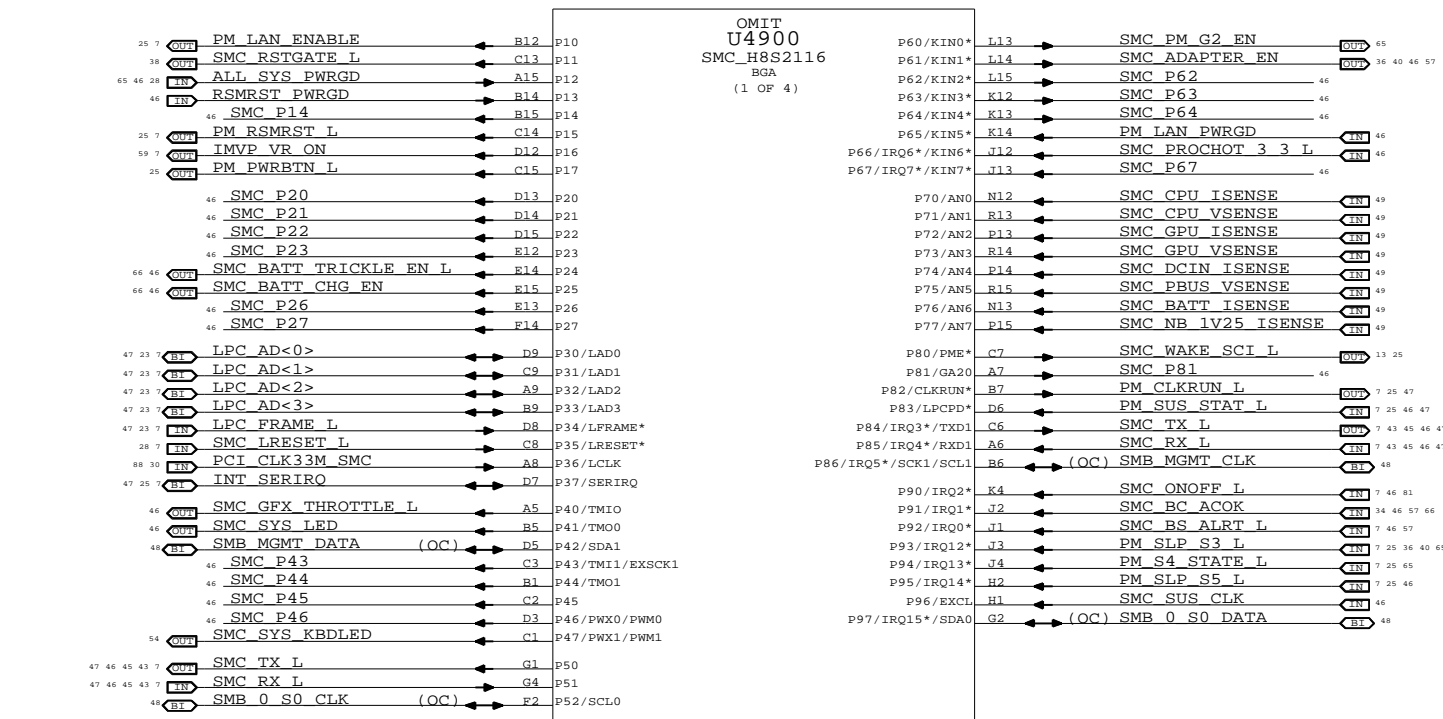 OMIT
U4900
SMC_H8S2116
BGA
(1 OF 4)
25 7 OUT PM_LAN_ENABLE B12 P10
38 OUT SMC_RSTGATE_L C13 P11
65 46 28 IN ALL_SYS_PWRGD A15 P12
46 IN RSMRST_PWRGD B14 P13
46 SMC_P14 B15 P14
25 7 OUT PM_RSMRST_L C14 P15
59 7 OUT IMVP_VR_ON D12 P16
25 OUT PM_PWRBTN_L C15 P17
46 SMC_P20 D13 P20
46 SMC_P21 D14 P21
46 SMC_P22 D15 P22
46 SMC_P23 E12 P23
66 46 OUT SMC_BATT_TRICKLE_EN_L E14 P24
66 46 OUT SMC_BATT_CHG_EN E15 P25
46 SMC_P26 E13 P26
46 SMC_P27 F14 P27
47 23 7 BI LPC_AD<0> D9 P30/LAD0
47 23 7 BI LPC_AD<1> C9 P31/LAD1
47 23 7 BI LPC_AD<2> A9 P32/LAD2
47 23 7 BI LPC_AD<3> B9 P33/LAD3
47 23 7 IN LPC_FRAME_L D8 P34/LFRAME*
28 7 IN SMC_LRESET_L C8 P35/LRESET*
88 30 IN PCI_CLK33M_SMC A8 P36/LCLK
47 25 7 BI INT_SERIRQ D7 P37/SERIRQ
46 OUT SMC_GFX_THROTTLE_L A5 P40/TMIO
46 OUT SMC_SYS_LED B5 P41/TMO0
48 BI SMB_MGMT_DATA (OC) D5 P42/SDA1
46 SMC_P43 C3 P43/TMI1/EXSCK1
46 SMC_P44 B1 P44/TMO1
46 SMC_P45 C2 P45
46 SMC_P46 D3 P46/PWX0/PWM0
54 OUT SMC_SYS_KBDLED C1 P47/PWX1/PWM1
47 46 45 43 7 OUT SMC_TX_L G1 P50
47 46 45 43 7 IN SMC_RX_L G4 P51
48 BI SMB_0_S0_CLK (OC) F2 P52/SCL0
P60/KIN0* L13 SMC_PM_G2_EN OUT 65
P61/KIN1* L14 SMC_ADAPTER_EN OUT 36 40 46 57
P62/KIN2* L15 SMC_P62 46
P63/KIN3* K12 SMC_P63 46
P64/KIN4* K13 SMC_P64 46
P65/KIN5* K14 PM_LAN_PWRGD IN 46
P66/IRQ6*/KIN6* J12 SMC_PROCHOT_3_3_L IN 46
P67/IRQ7*/KIN7* J13 SMC_P67 46
P70/AN0 N12 SMC_CPU_ISENSE IN 49
P71/AN1 R13 SMC_CPU_VSENSE IN 49
P72/AN2 P13 SMC_GPU_ISENSE IN 49
P73/AN3 R14 SMC_GPU_VSENSE IN 49
P74/AN4 P14 SMC_DCIN_ISENSE IN 49
P75/AN5 R15 SMC_PBUS_VSENSE IN 49
P76/AN6 N13 SMC_BATT_ISENSE IN 49
P77/AN7 P15 SMC_NB_1V25_ISENSE IN 49
P80/PME* C7 SMC_WAKE_SCI_L OUT 13 25
P81/GA20 A7 SMC_P81 46
P82/CLKRUN* B7 PM_CLKRUN_L OUT 7 25 47
P83/LPCPD* D6 PM_SUS_STAT_L IN 7 25 46 47
P84/IRQ3*/TXD1 C6 SMC_TX_L OUT 7 43 45 46 47
P85/IRQ4*/RXD1 A6 SMC_RX_L IN 7 43 45 46 47
P86/IRQ5*/SCK1/SCL1 B6 (OC) SMB_MGMT_CLK BI 48
P90/IRQ2* K4 SMC_ONOFF_L IN 7 46 81
P91/IRQ1* J2 SMC_BC_ACOK IN 34 46 57 66
P92/IRQ0* J1 SMC_BS_ALRT_L IN 7 46 57
P93/IRQ12* J3 PM_SLP_S3_L IN 7 25 36 40 65
P94/IRQ13* J4 PM_S4_STATE_L IN 7 25 65
P95/IRQ14* H2 PM_SLP_S5_L IN 7 25 46
P96/EXCL H1 SMC_SUS_CLK IN 46
P97/IRQ15*/SDA0 G2 (OC) SMB_0_S0_DATA BI 48